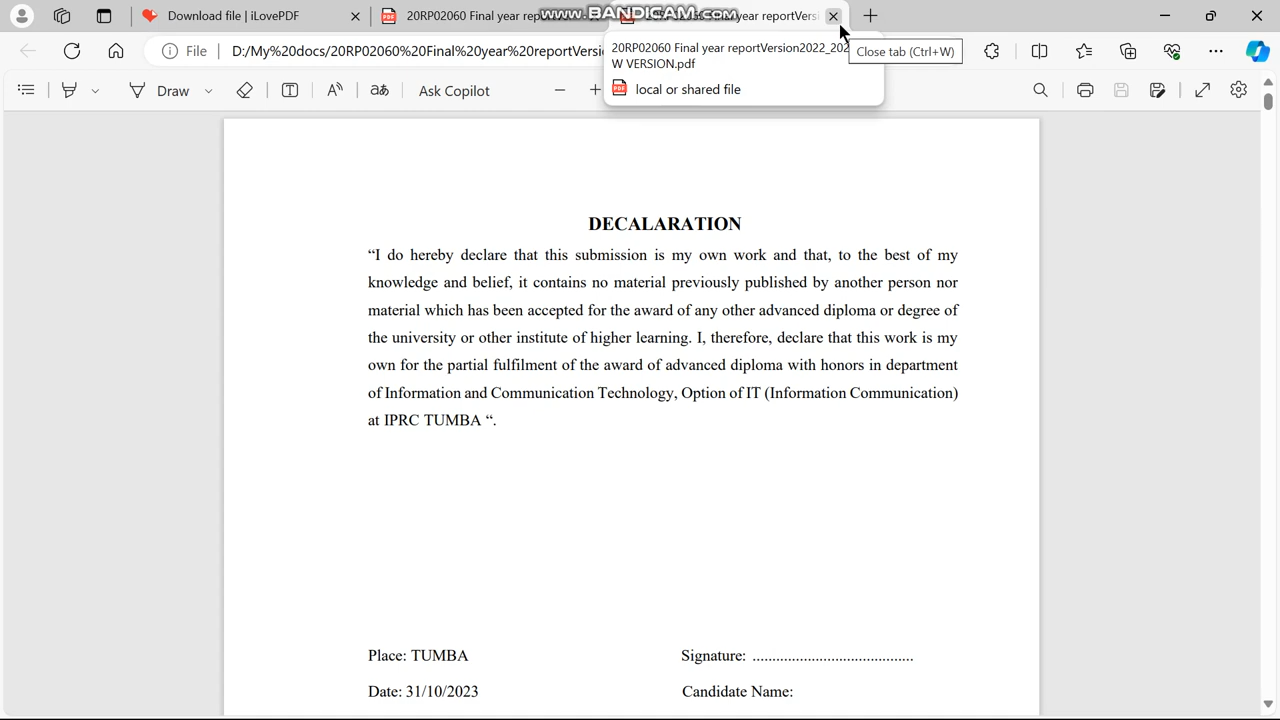 Download file | iLovePDF
20RP02060 Final year rep
www.BANDICAM.com
year reportVersi
File
D:/My%20docs/20RP02060%20Final%20year%20reportVersi
20RP02060 Final year reportVersion2022_202
W VERSION.pdf
local or shared file
Close tab (Ctrl+W)
Draw
Ask Copilot
DECALARATION
“I do hereby declare that this submission is my own work and that, to the best of my
knowledge and belief, it contains no material previously published by another person nor
material which has been accepted for the award of any other advanced diploma or degree of
the university or other institute of higher learning. I, therefore, declare that this work is my
own for the partial fulfilment of the award of advanced diploma with honors in department
of Information and Communication Technology, Option of IT (Information Communication)
at IPRC TUMBA “.
Place: TUMBA
Signature: ........................................
Date: 31/10/2023
Candidate Name: